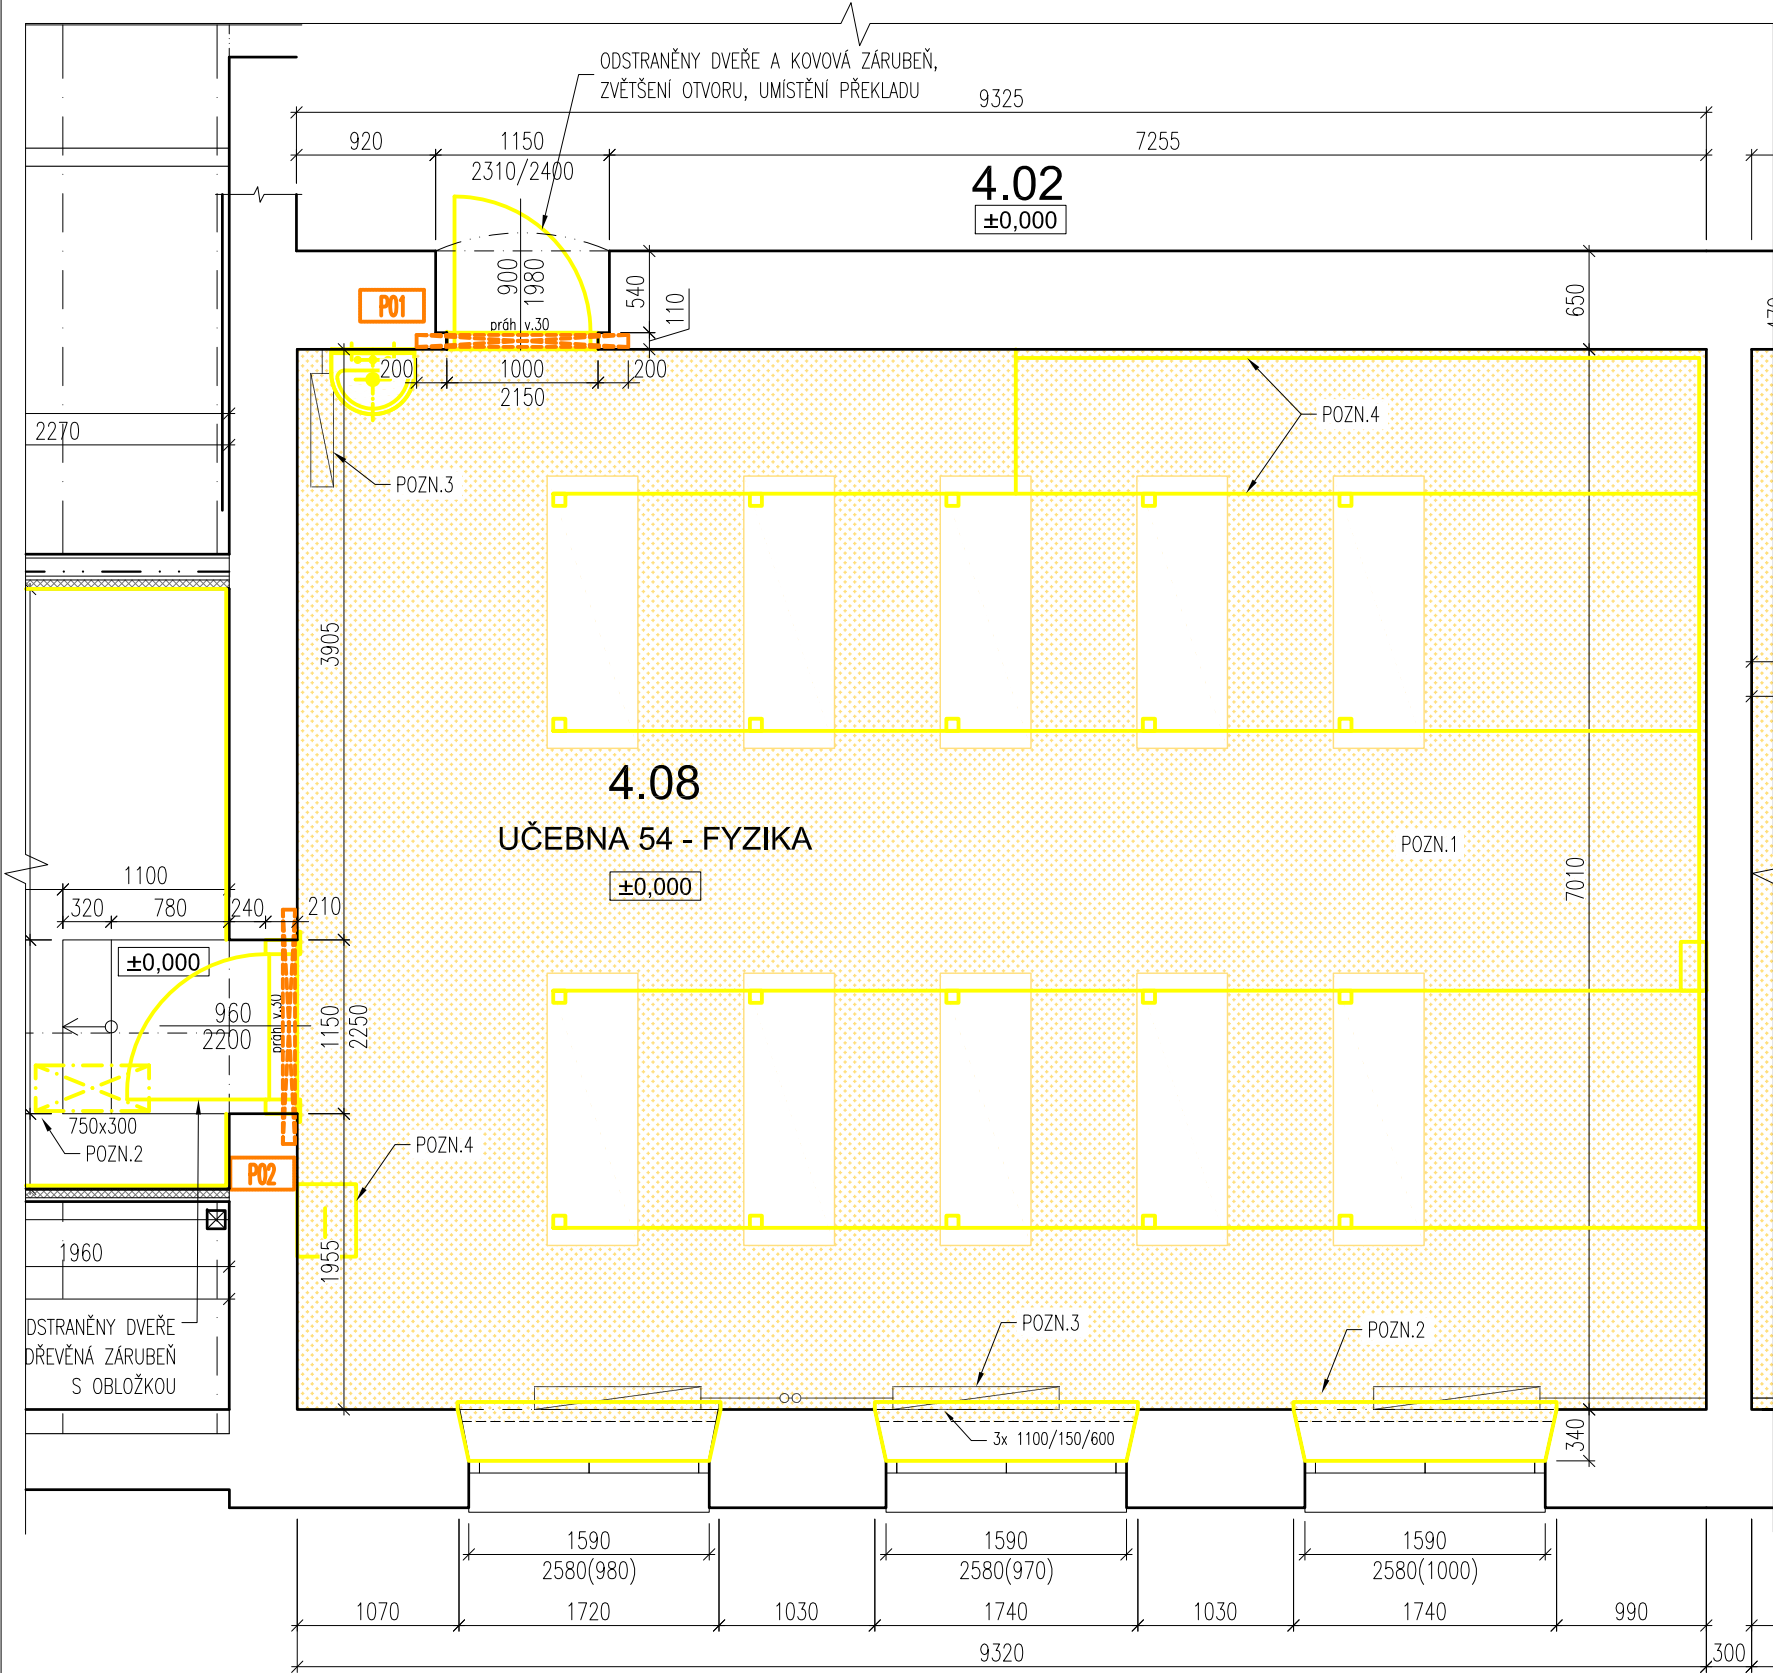 ODSTRANĚNY DVEŘE A KOVOVÁ ZÁRUBEŇ,
ZVĚTŠENÍ OTVORU, UMÍSTĚNÍ PŘEKLADU
9325
920
1150
2310/2400
7255
4.02
±0,000
900
1980
540
110
650
P01
práh v.30
200
1000
2150
200
2270
POZN.3
POZN.4
3905
4.08
UČEBNA 54 - FYZIKA
±0,000
POZN.1
7010
1100
320
780
240
210
±0,000
960
2200
práh v.30
1150
2250
750x300
POZN.2
P02
POZN.4
1960
1955
DSTRANĚNY DVEŘE
DŘEVĚNÁ ZÁRUBEŇ
S OBLOŽKOU
POZN.3
POZN.2
3x 1100/150/600
340
1590
2580(980)
1590
2580(970)
1590
2580(1000)
1070
1720
1030
1740
1030
1740
990
9320
300